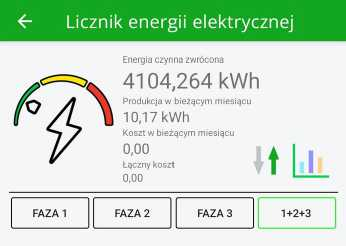 Licznik energii elektrycznej
Energia czynna zwrócona
4104,264 kWh
Produkcja w bieżącym miesiącu
10,17 kWh
Koszt w bieżącym miesiącu
0,00
Łączny koszt
0,00
FAZA 1 FAZA 2 FAZA 3 1+2+3